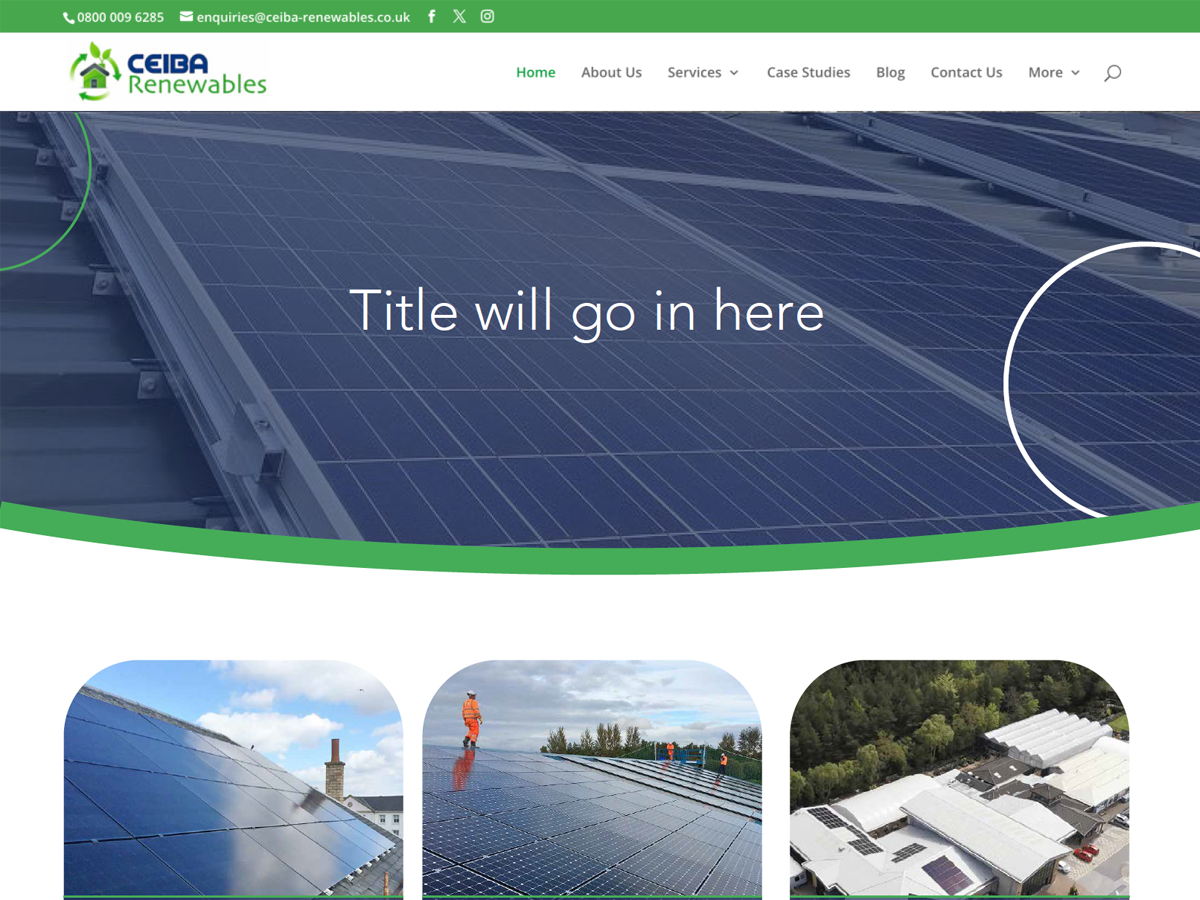 0800 009 6285 enquiries@ceiba-renewables.co.uk
CEIBA
Renewables
Home About Us Services Case Studies Blog Contact Us More
Title will go in here